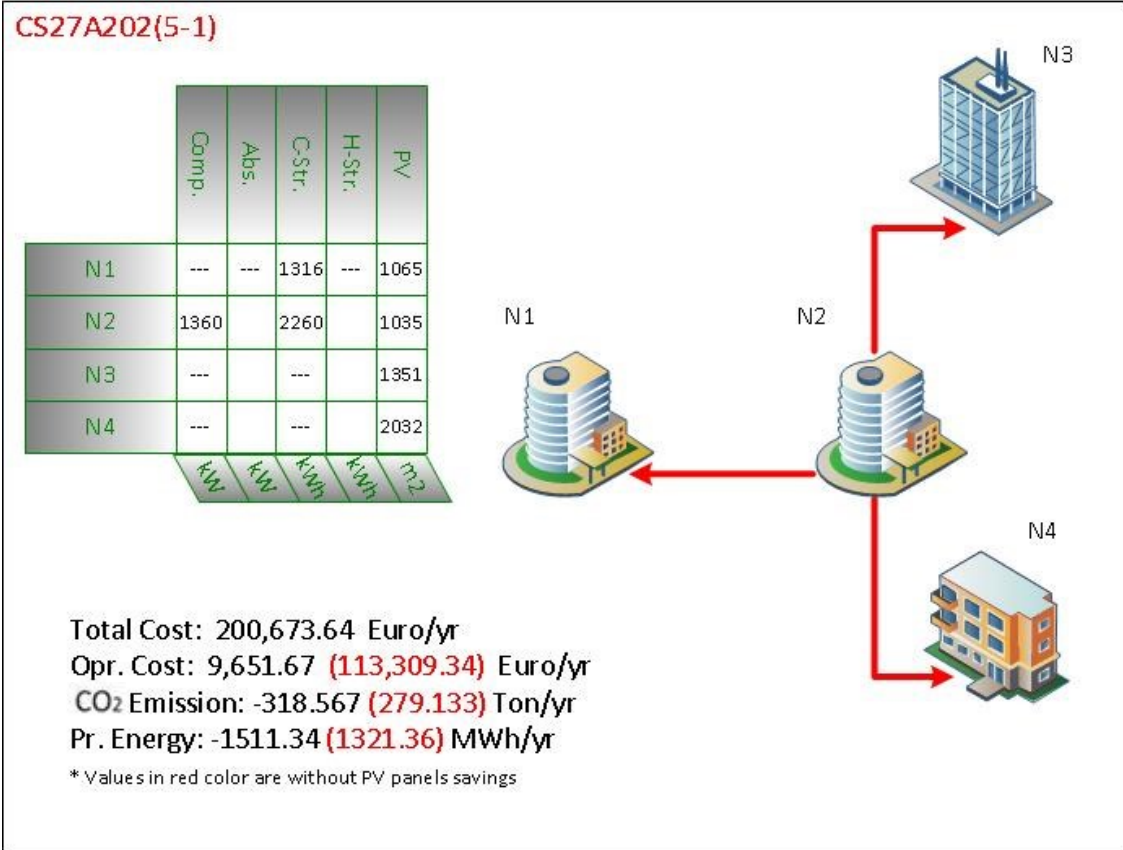 CS27A202(5-1)
N3
Comp. Abs. C-Str. H-Str. PV
N1 --- --- 1316 --- 1065
N2 1360 2260 1035
N3 --- --- 1351
N4 --- --- 2032
kW kW kWh kWh m2
N1 N2
N4
Total Cost: 200,673.64 Euro/yr
Opr. Cost: 9,651.67 (113,309.34) Euro/yr
CO2 Emission: -318.567 (279.133) Ton/yr
Pr. Energy: -1511.34 (1321.36) MWh/yr
* Values in red color are without PV panels savings